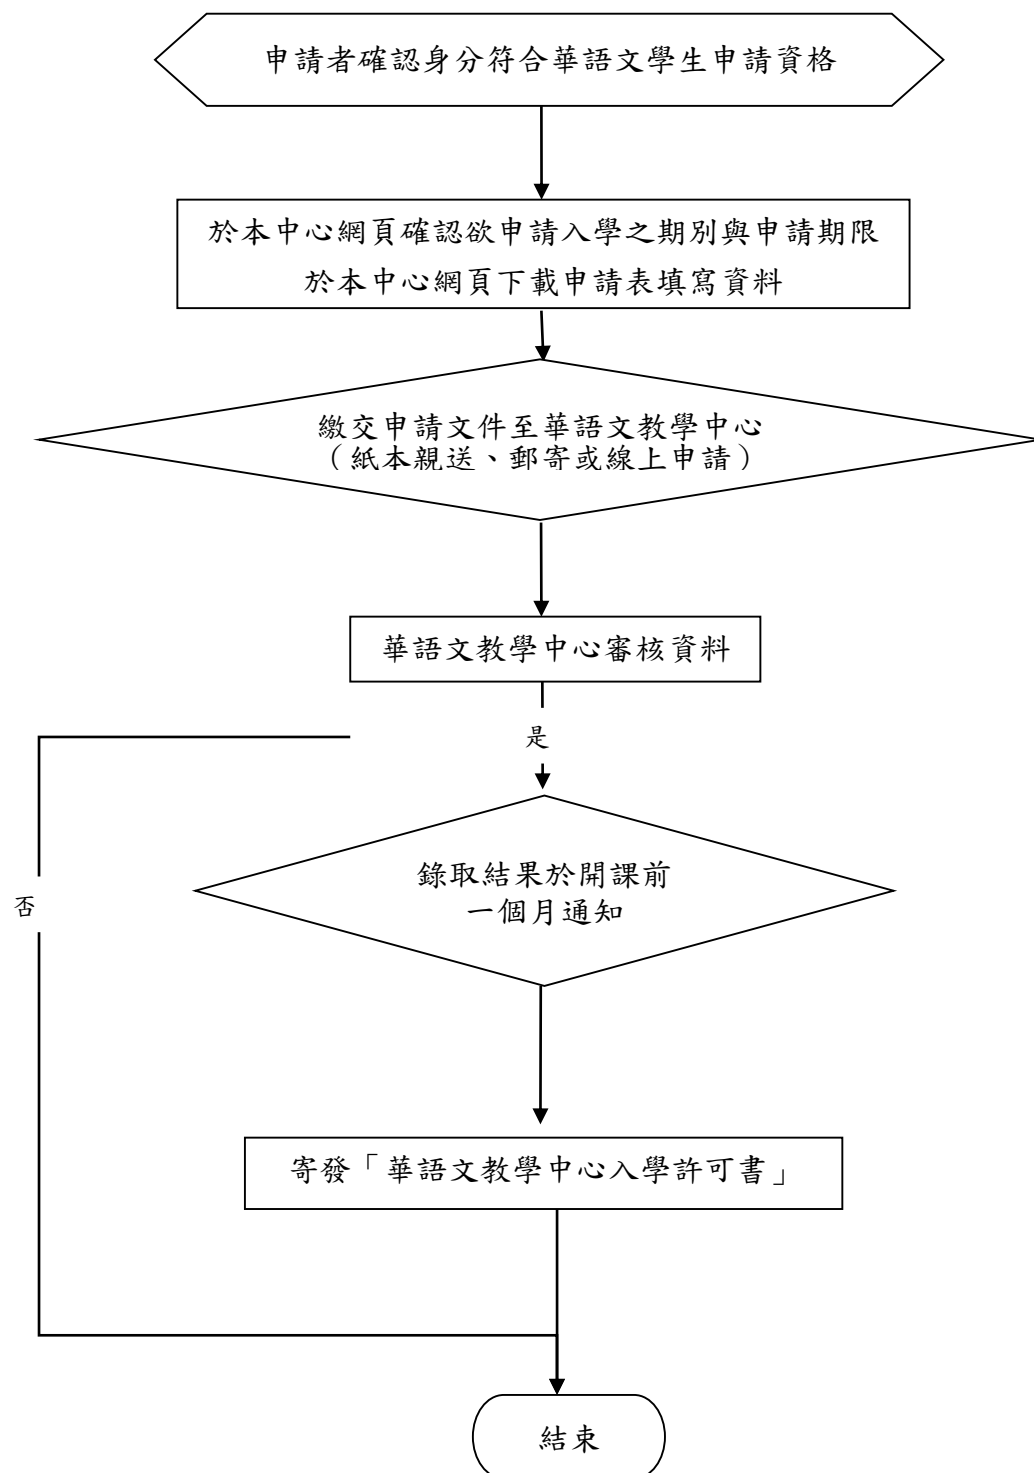 申請者確認身分符合華語文學生申請資格
於本中心網頁確認欲申請入學之期別與申請期限
於本中心網頁下載申請表填寫資料
繳交申請文件至華語文教學中心
（紙本親送、郵寄或線上申請）
華語文教學中心審核資料
是
錄取結果於開課前
一個月通知
否
寄發「華語文教學中心入學許可書」
結束